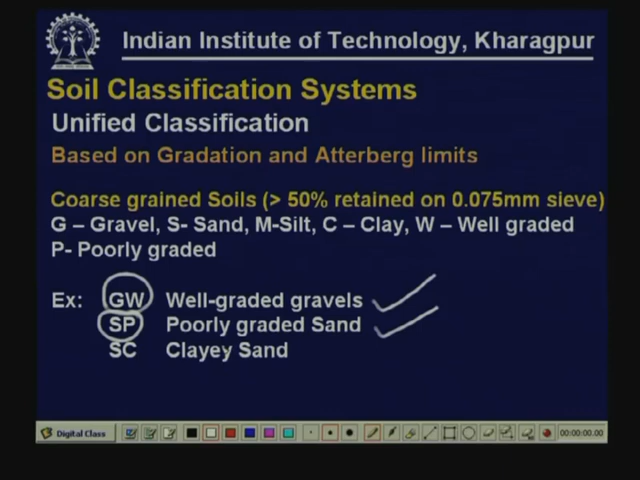 Indian Institute of Technology, Kharagpur
Soil Classification Systems
Unified Classification
Based on Gradation and Atterberg limits
Coarse grained Soils (> 50% retained on 0.075mm sieve)
G – Gravel, S- Sand, M-Silt, C – Clay, W – Well graded
P- Poorly graded
Ex: GW Well-graded gravels
SP Poorly graded Sand
SC Clayey Sand
Digital Class 00:00:00.00